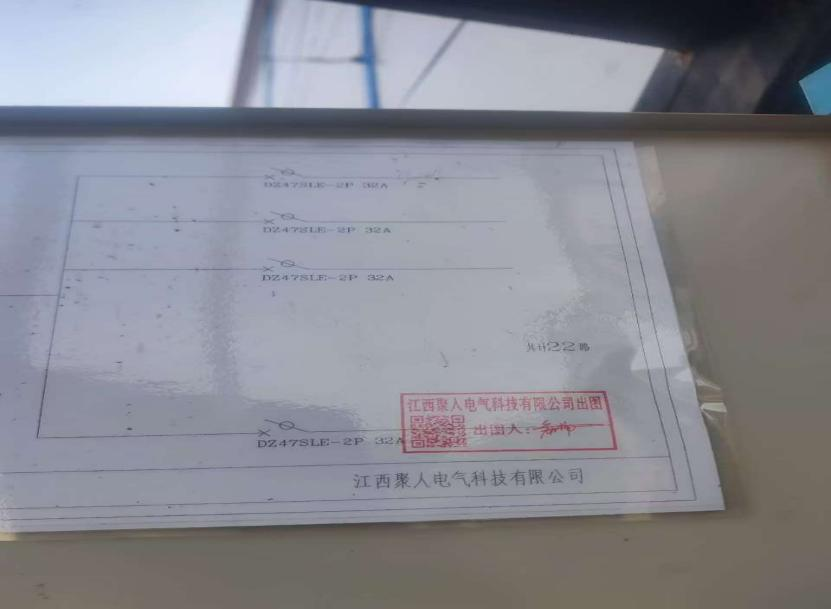 DZ47SLE-2P 32A
DZ47SLE-2P 32A
DZ47SLE-2P 32A
共计22路
江西聚人电气科技有限公司出图
出图人:
DZ47SLE-2P 32A
江西聚人电气科技有限公司